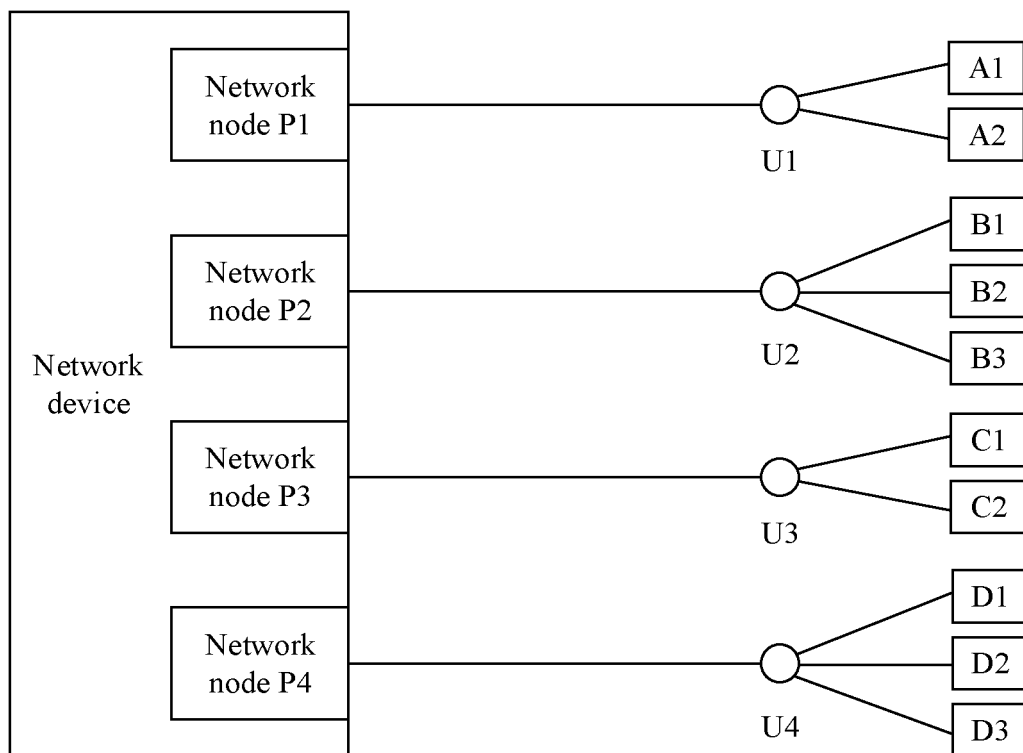 Network
node P1
A1
A2
U1
Network
node P2
B1
B2
B3
U2
Network
device
Network
node P3
C1
C2
U3
Network
node P4
D1
D2
D3
U4